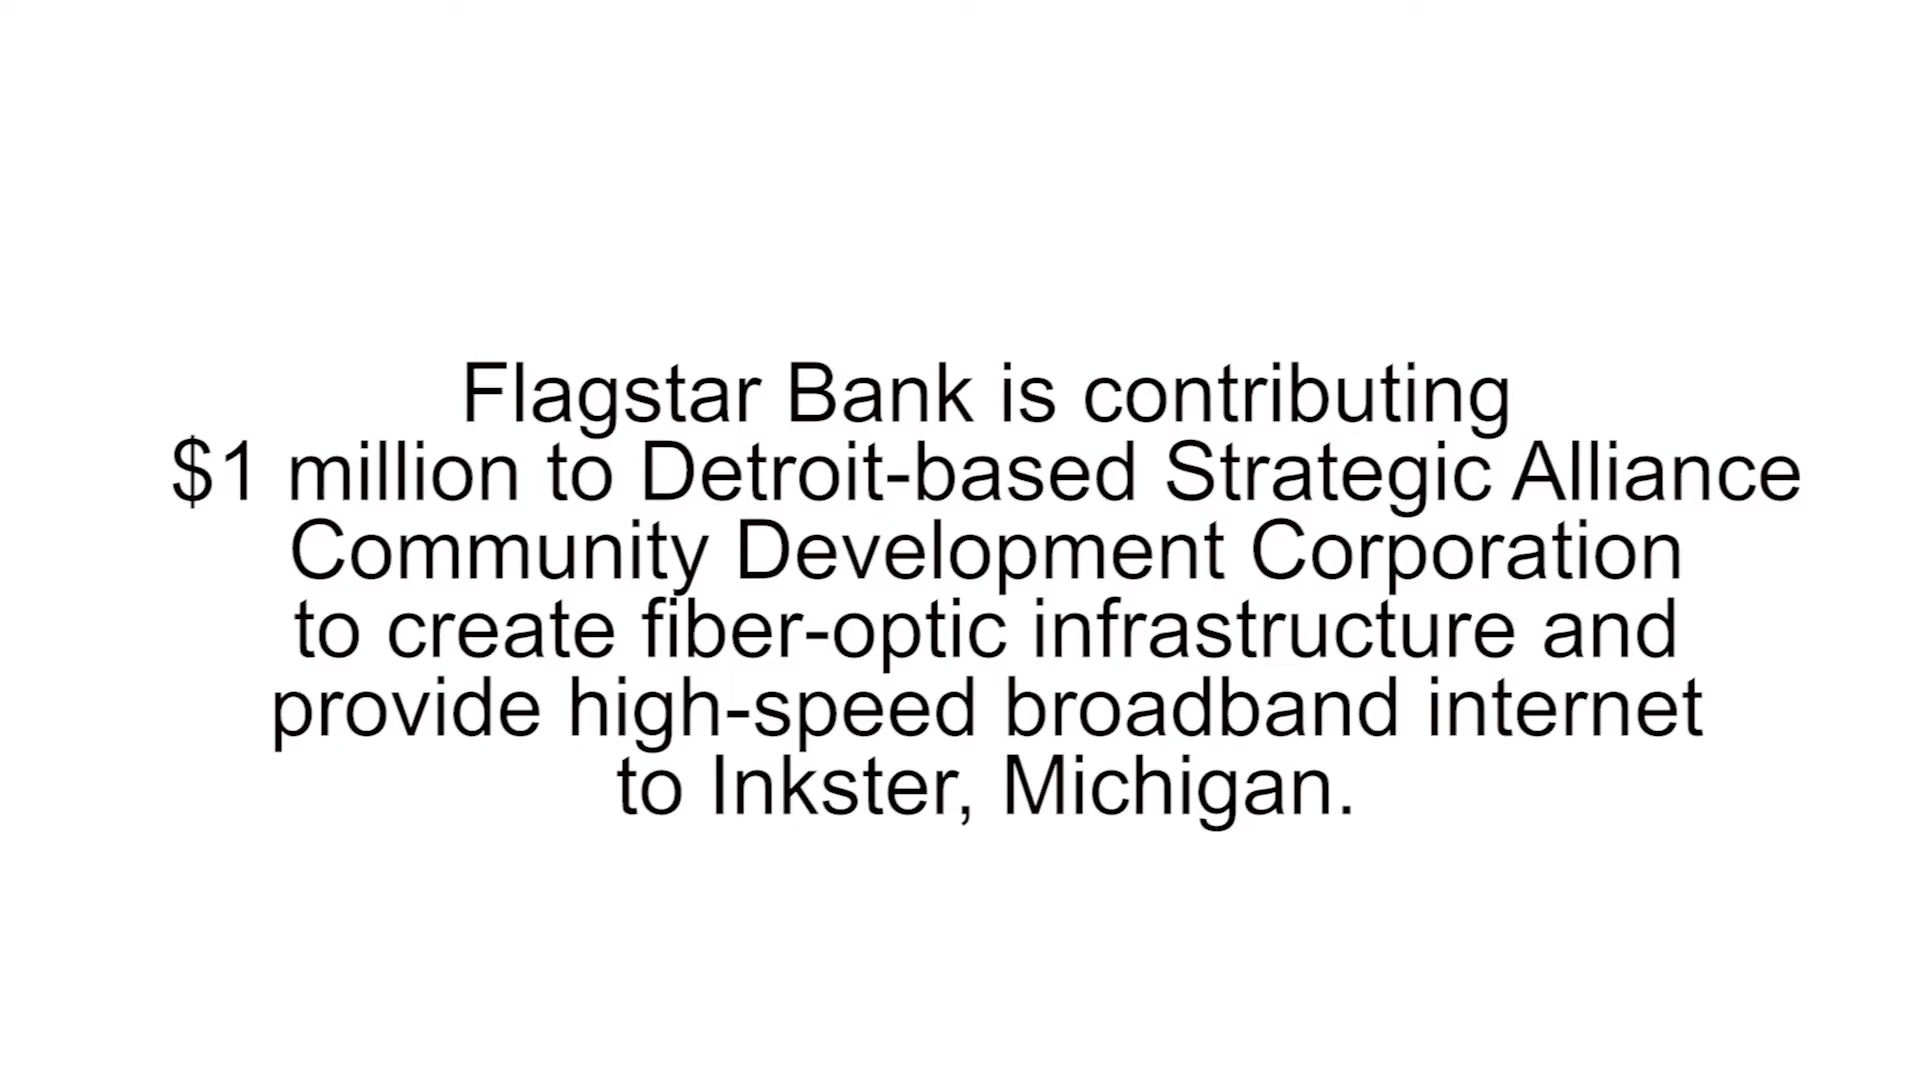 Flagstar Bank is contributing
$1 million to Detroit-based Strategic Alliance
Community Development Corporation
to create fiber-optic infrastructure and
provide high-speed broadband internet
to Inkster, Michigan.